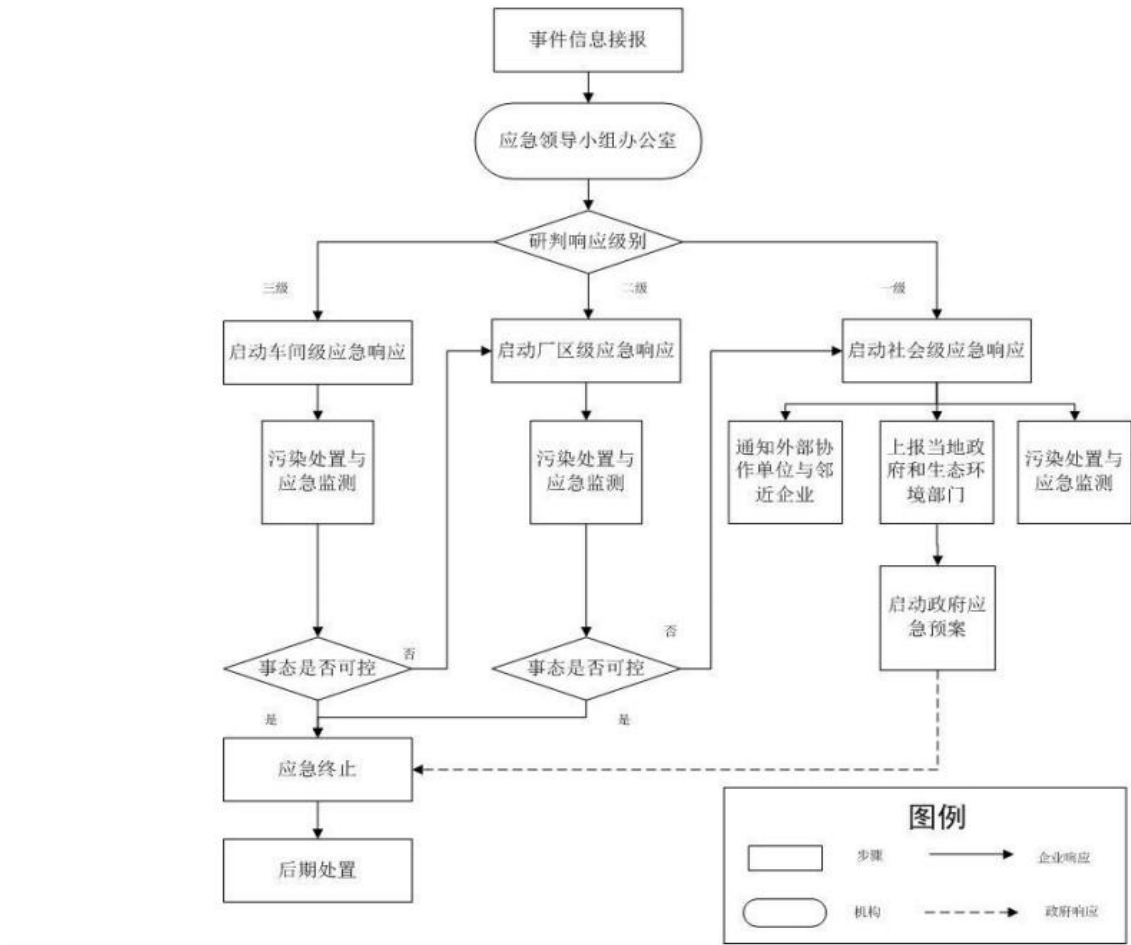 事件信息接报
应急领导小组办公室
研判响应级别
三级
二级
一级
启动车间级应急响应
启动厂区级应急响应
启动社会级应急响应
污染处置与
应急监测
污染处置与
应急监测
通知外部协
作单位与邻
近企业
上报当地政
府和生态环
境部门
污染处置与
应急监测
启动政府应
急预案
事态是否可控
否
事态是否可控
否
是
是
应急终止
后期处置
图例
步骤
企业响应
机构
政府响应